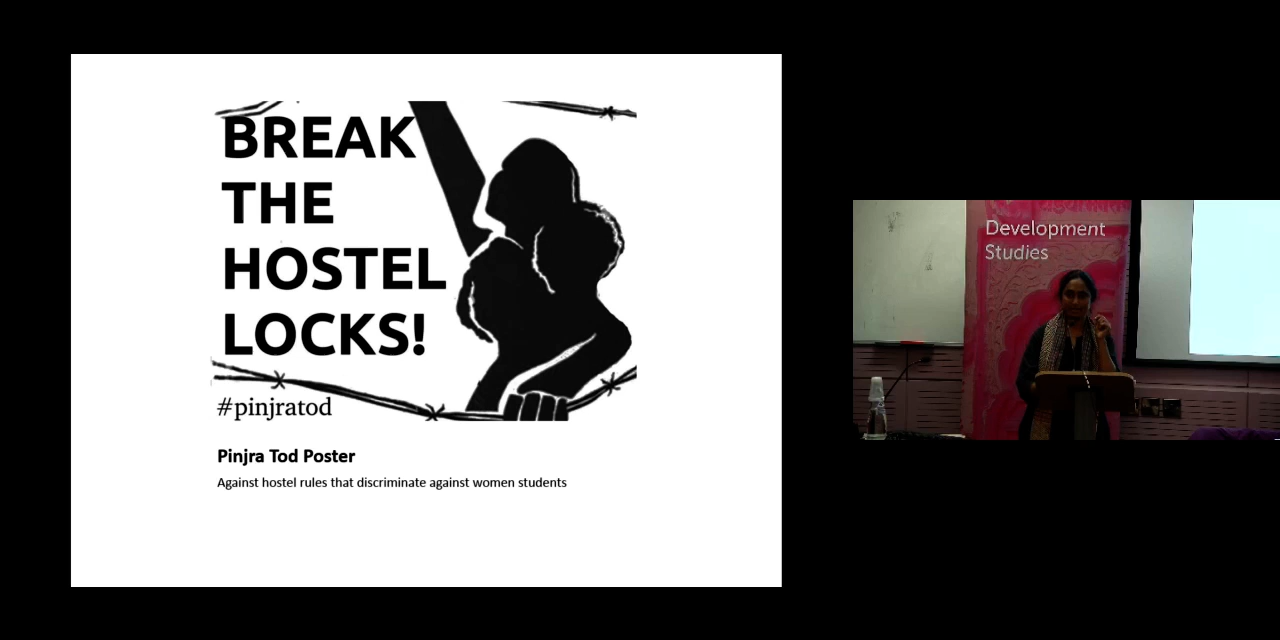 BREAK
THE
HOSTEL
LOCKS!
#pinjratod
Pinjra Tod Poster
Against hostel rules that discriminate against women students
Development
Studies